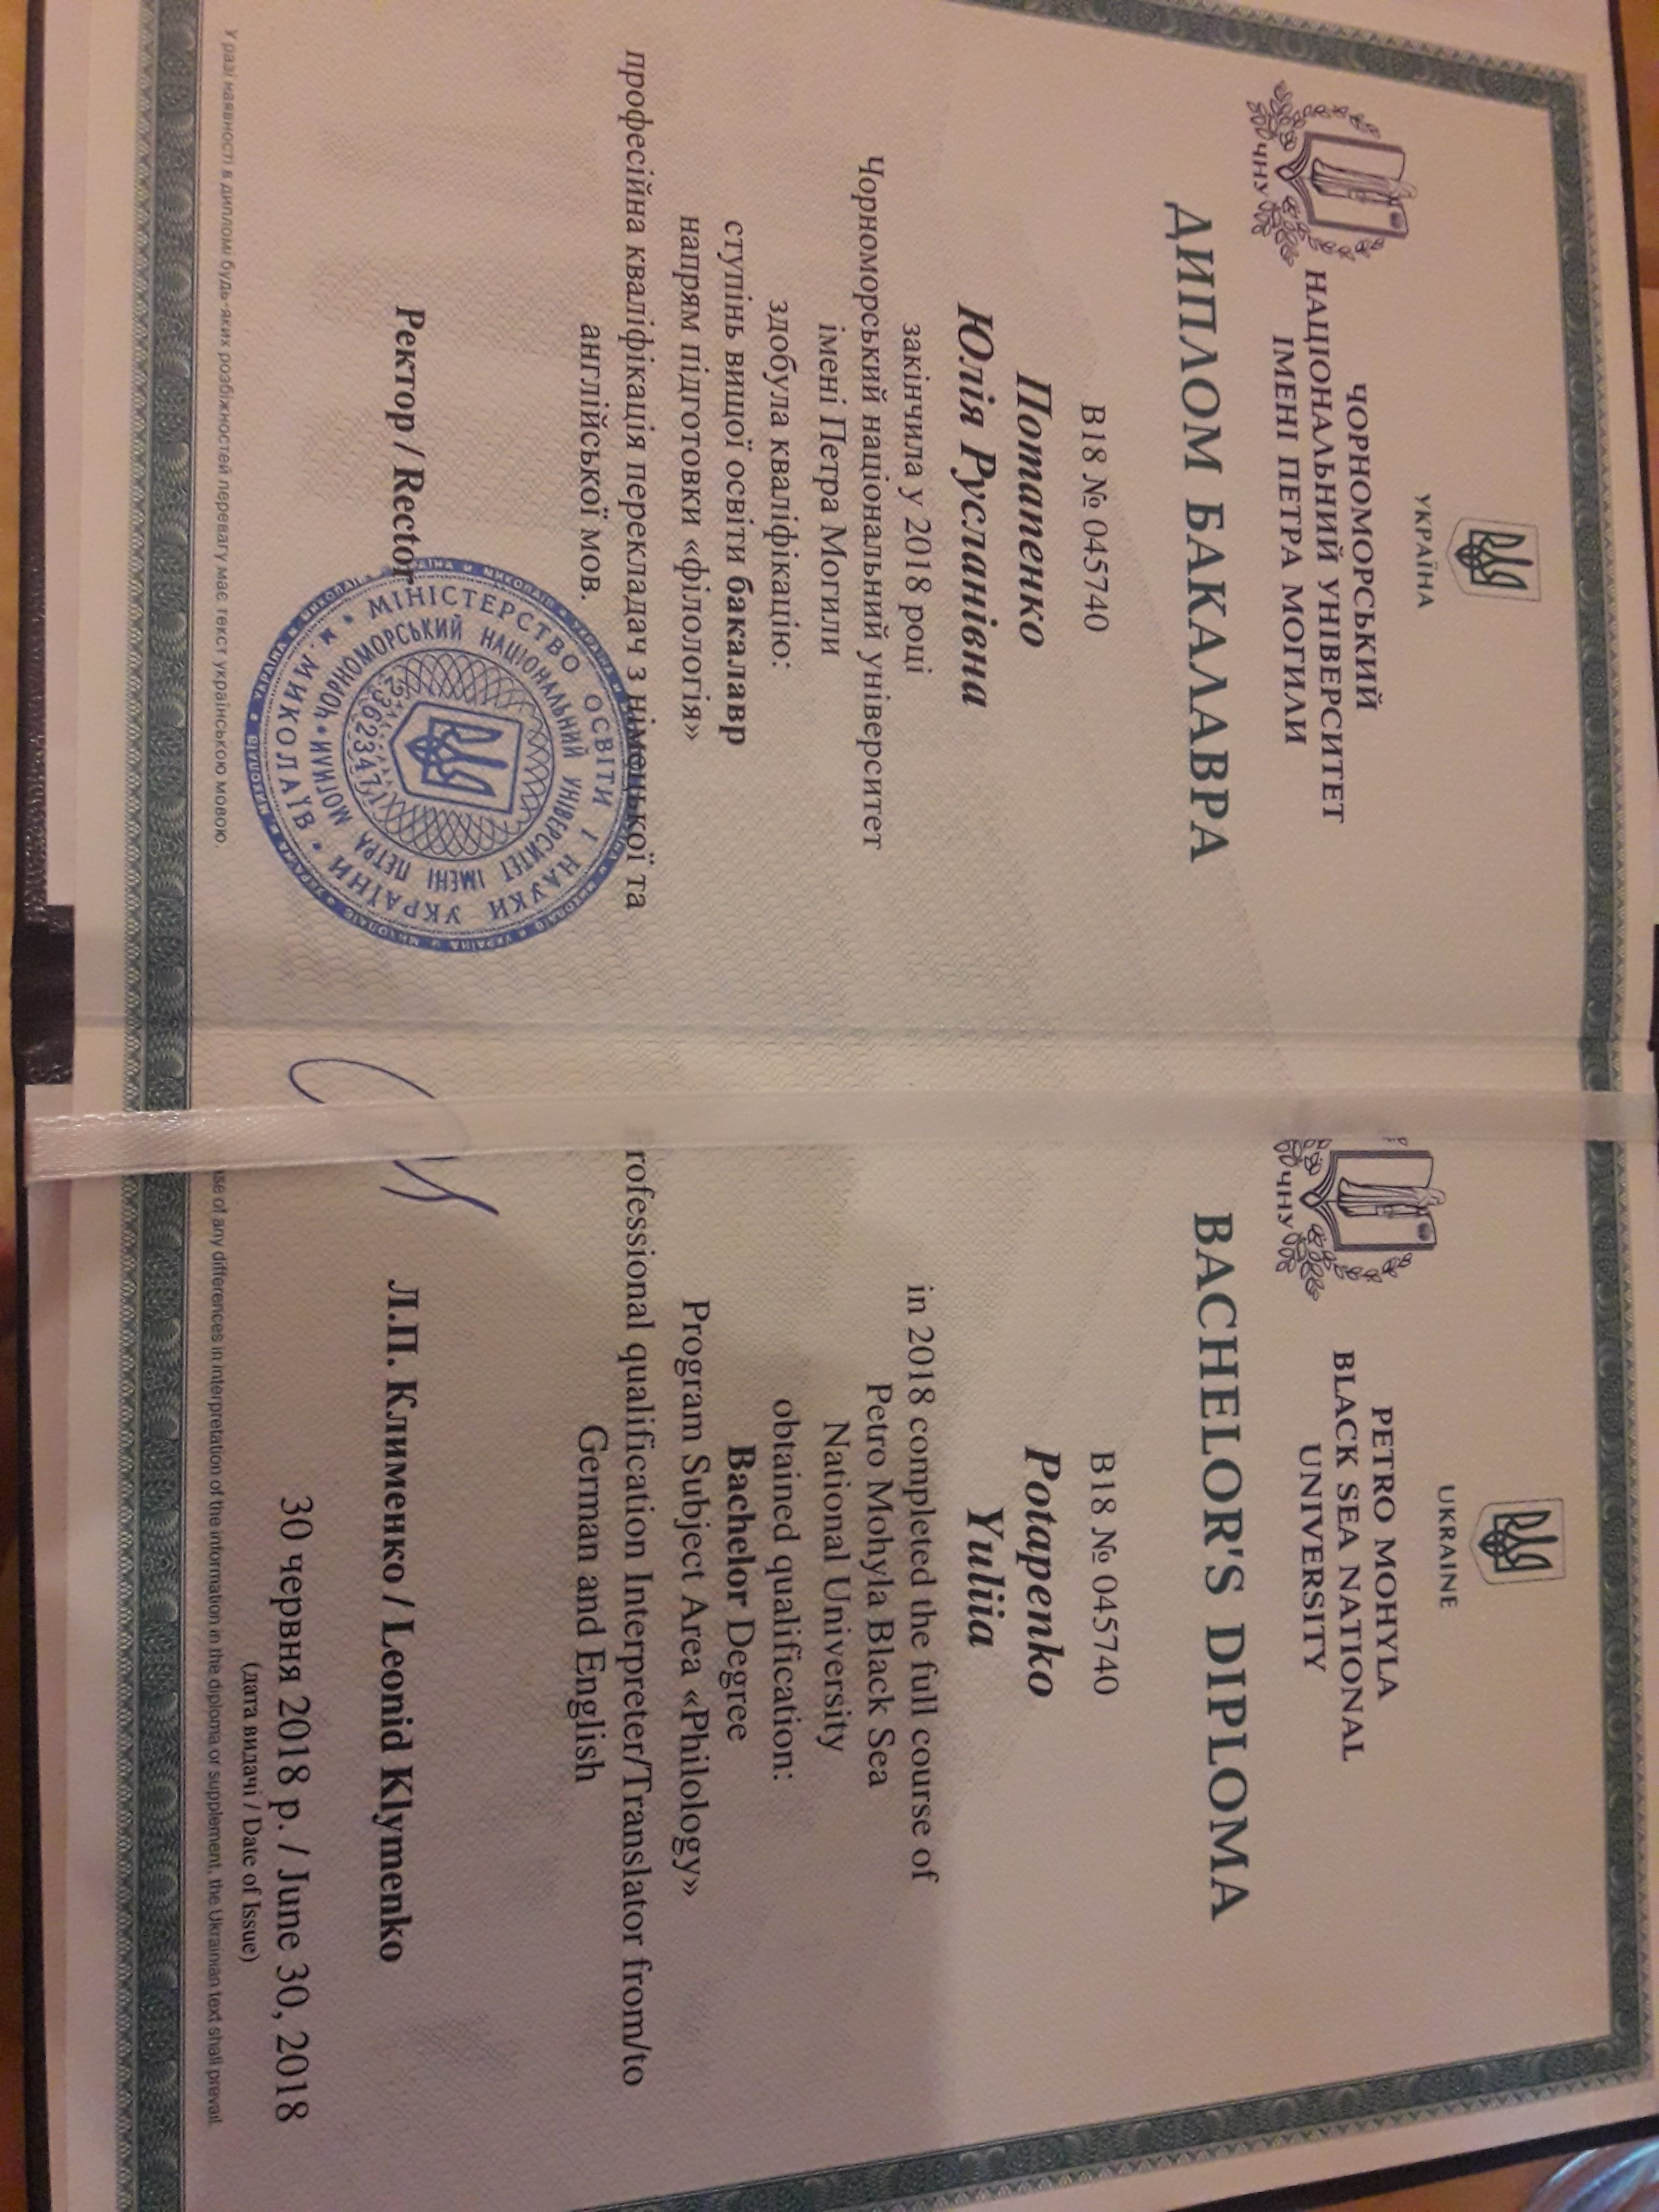 УКРАЇНА
ЧОРНОМОРСЬКИЙ
НАЦІОНАЛЬНИЙ УНІВЕРСИТЕТ
ІМЕНІ ПЕТРА МОГИЛИ
ЧНУ
ДИПЛОМ БАКАЛАВРА
B18 № 045740
Потапенко
Юлія Русланівна
закінчила у 2018 році
Чорноморський національний університет
імені Петра Могили
здобула кваліфікацію:
ступінь вищої освіти бакалавр
напрям підготовки «філологія»
професійна кваліфікація перекладач з німецької та
англійської мов.
Ректор / Rector
МІНІСТЕРСТВО ОСВІТИ І НАУКИ УКРАЇНИ • М.МИКОЛАЇВ •
ЧОРНОМОРСЬКИЙ НАЦІОНАЛЬНИЙ УНІВЕРСИТЕТ ІМЕНІ ПЕТРА МОГИЛИ
23623471
У разі наявності в дипломі будь-яких розбіжностей перевагу має текст українською мовою.
UKRAINE
PETRO MOHYLA
BLACK SEA NATIONAL
UNIVERSITY
ЧНУ
BACHELOR'S DIPLOMA
B18 № 045740
Potapenko
Yuliia
in 2018 completed the full course of
Petro Mohyla Black Sea
National University
obtained qualification:
Bachelor Degree
Program Subject Area «Philology»
rofessional qualification Interpreter/Translator from/to
German and English
Л.П. Клименко / Leonid Klymenko
30 червня 2018 р. / June 30, 2018
(дата видачі / Date of Issue)
of any differences in interpretation of the information in the diploma or supplement, the Ukrainian text shall prevail.